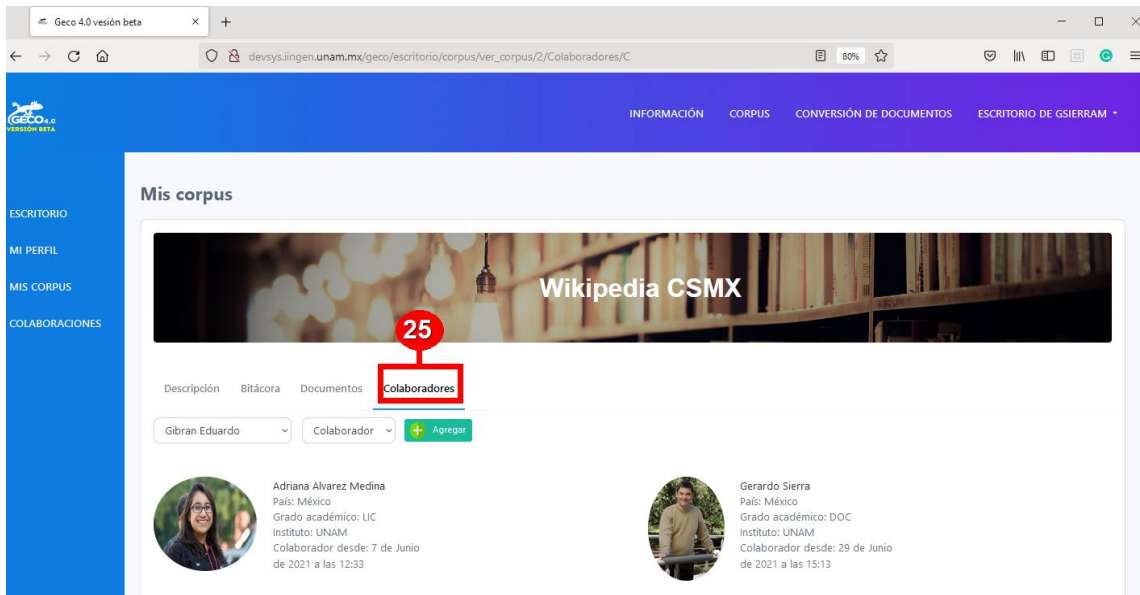 Geco 4.0 vesión beta
devsys.iingen.unam.mx/geco/escritorio/corpus/ver_corpus/2/Colaboradores/C
80%
GECO4.0
VERSIÓN BETA
INFORMACIÓN CORPUS CONVERSIÓN DE DOCUMENTOS ESCRITORIO DE GSIERRAM
ESCRITORIO
MI PERFIL
MIS CORPUS
COLABORACIONES
Mis corpus
Wikipedia CSMX
25
Descripción Bitácora Documentos Colaboradores
Gibran Eduardo Colaborador Agregar
Adriana Alvarez Medina
País: México
Grado académico: LIC
Instituto: UNAM
Colaborador desde: 7 de Junio
de 2021 a las 12:33
Gerardo Sierra
País: México
Grado académico: DOC
Instituto: UNAM
Colaborador desde: 29 de Junio
de 2021 a las 15:13